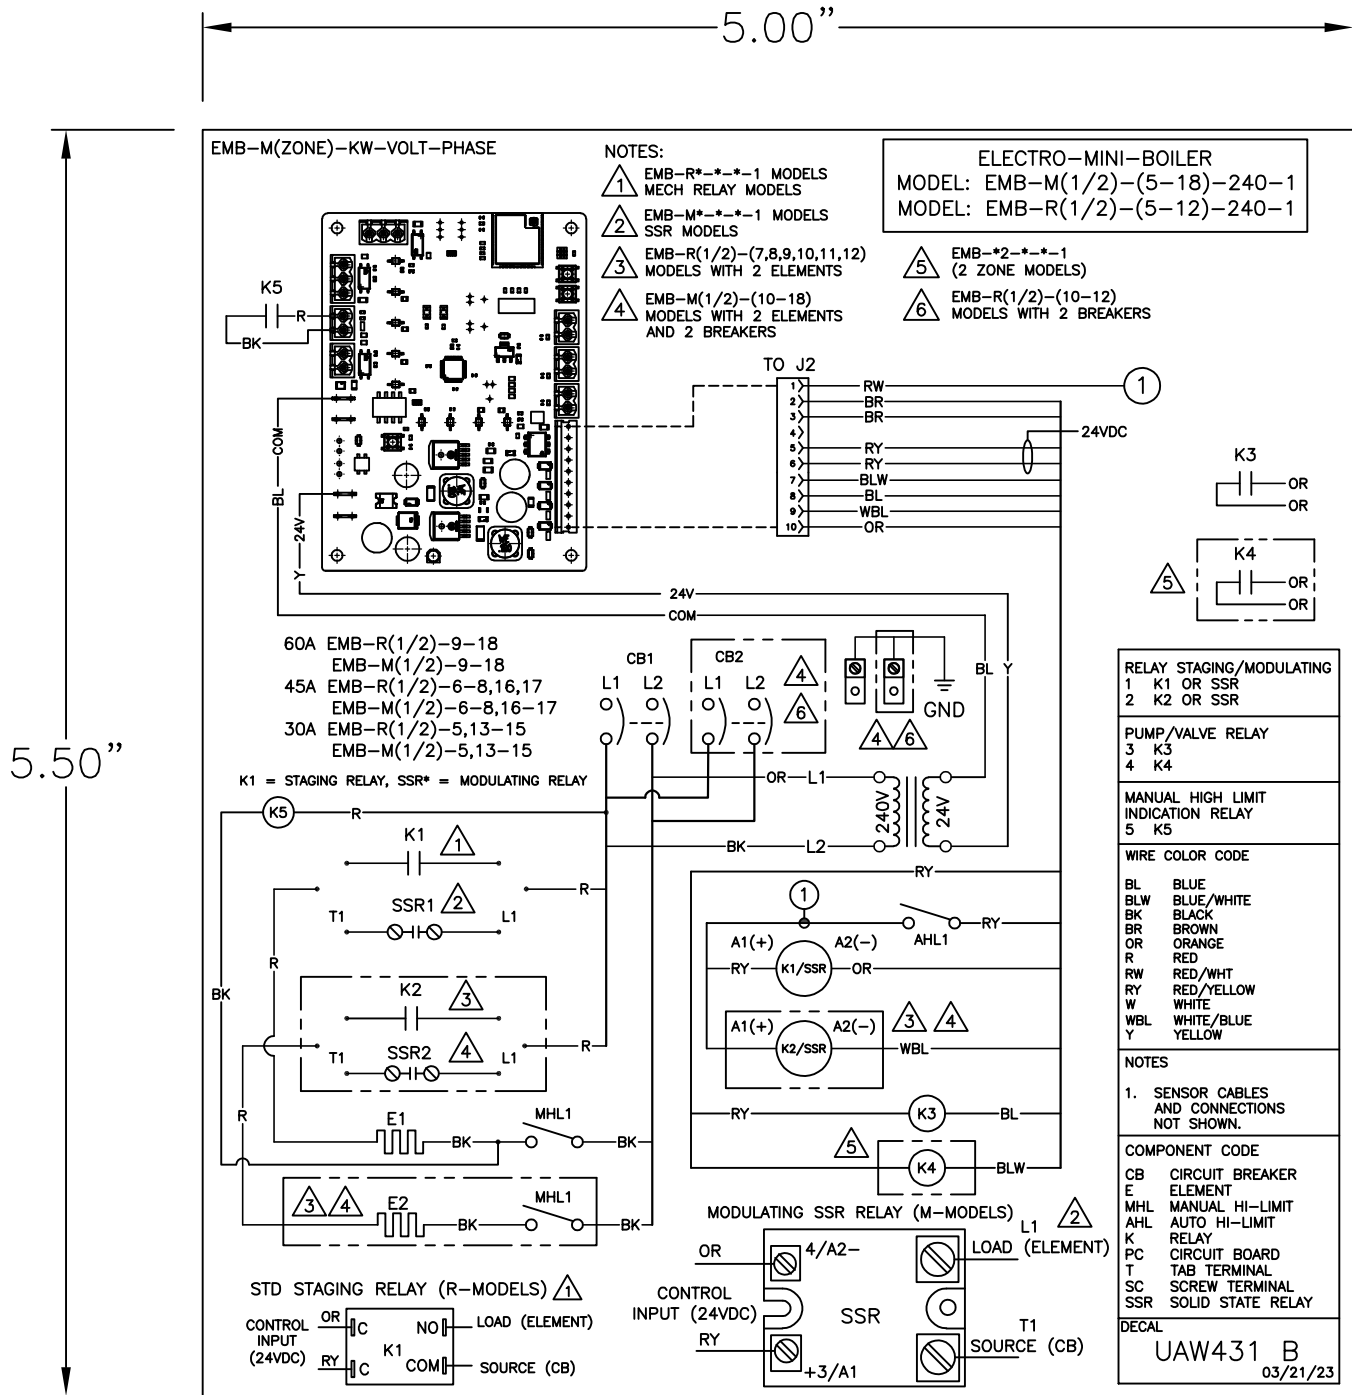 5.00"
5.50"
EMB-M(ZONE)-KW-VOLT-PHASE
NOTES:
1 EMB-R*-*-*-1 MODELS
MECH RELAY MODELS
2 EMB-M*-*-*-1 MODELS
SSR MODELS
3 EMB-R(1/2)-(7,8,9,10,11,12)
MODELS WITH 2 ELEMENTS
4 EMB-M(1/2)-(10-18)
MODELS WITH 2 ELEMENTS
AND 2 BREAKERS
ELECTRO-MINI-BOILER
MODEL: EMB-M(1/2)-(5-18)-240-1
MODEL: EMB-R(1/2)-(5-12)-240-1
5 EMB-*2-*-*-1
(2 ZONE MODELS)
6 EMB-R(1/2)-(10-12)
MODELS WITH 2 BREAKERS
K5
R
BK
COM
BL
24V
Y
TO J2
1 RW 1
2 BR
3 BR
4
5 RY
6 RY
7 BLW
8 BL
9 WBL
10 OR
24VDC
K3
OR
OR
5
K4
OR
OR
24V
COM
BL Y
60A EMB-R(1/2)-9-18
EMB-M(1/2)-9-18
45A EMB-R(1/2)-6-8,16,17
EMB-M(1/2)-6-8,16-17
30A EMB-R(1/2)-5,13-15
EMB-M(1/2)-5,13-15
K1 = STAGING RELAY, SSR* = MODULATING RELAY
CB1
L1 L2
CB2
L1 L2
4
6
GND
4 6
OR L1
240V
24V
BK L2
K5 R
K1 1
R
T1 SSR1 2 L1
R
BK
K2 3
T1 SSR2 4 L1
R
R
E1 BK MHL1 BK
3 4
E2 BK MHL1 BK
RY
1
AHL1 RY
A1(+) A2(-)
RY K1/SSR OR
A1(+) A2(-) 3 4
K2/SSR WBL
RY K3 BL
5
K4 BLW
STD STAGING RELAY (R-MODELS) 1
CONTROL
INPUT
(24VDC)
OR C
RY C
K1
NO LOAD (ELEMENT)
COM SOURCE (CB)
MODULATING SSR RELAY (M-MODELS)
2
OR 4/A2-
L1
LOAD (ELEMENT)
CONTROL
INPUT (24VDC)
SSR
RY +3/A1
T1
SOURCE (CB)
RELAY STAGING/MODULATING
1 K1 OR SSR
2 K2 OR SSR
PUMP/VALVE RELAY
3 K3
4 K4
MANUAL HIGH LIMIT
INDICATION RELAY
5 K5
WIRE COLOR CODE
BL BLUE
BLW BLUE/WHITE
BK BLACK
BR BROWN
OR ORANGE
R RED
RW RED/WHT
RY RED/YELLOW
W WHITE
WBL WHITE/BLUE
Y YELLOW
NOTES
1. SENSOR CABLES
AND CONNECTIONS
NOT SHOWN.
COMPONENT CODE
CB CIRCUIT BREAKER
E ELEMENT
MHL MANUAL HI-LIMIT
AHL AUTO HI-LIMIT
K RELAY
PC CIRCUIT BOARD
T TAB TERMINAL
SC SCREW TERMINAL
SSR SOLID STATE RELAY
DECAL
UAW431 B
03/21/23